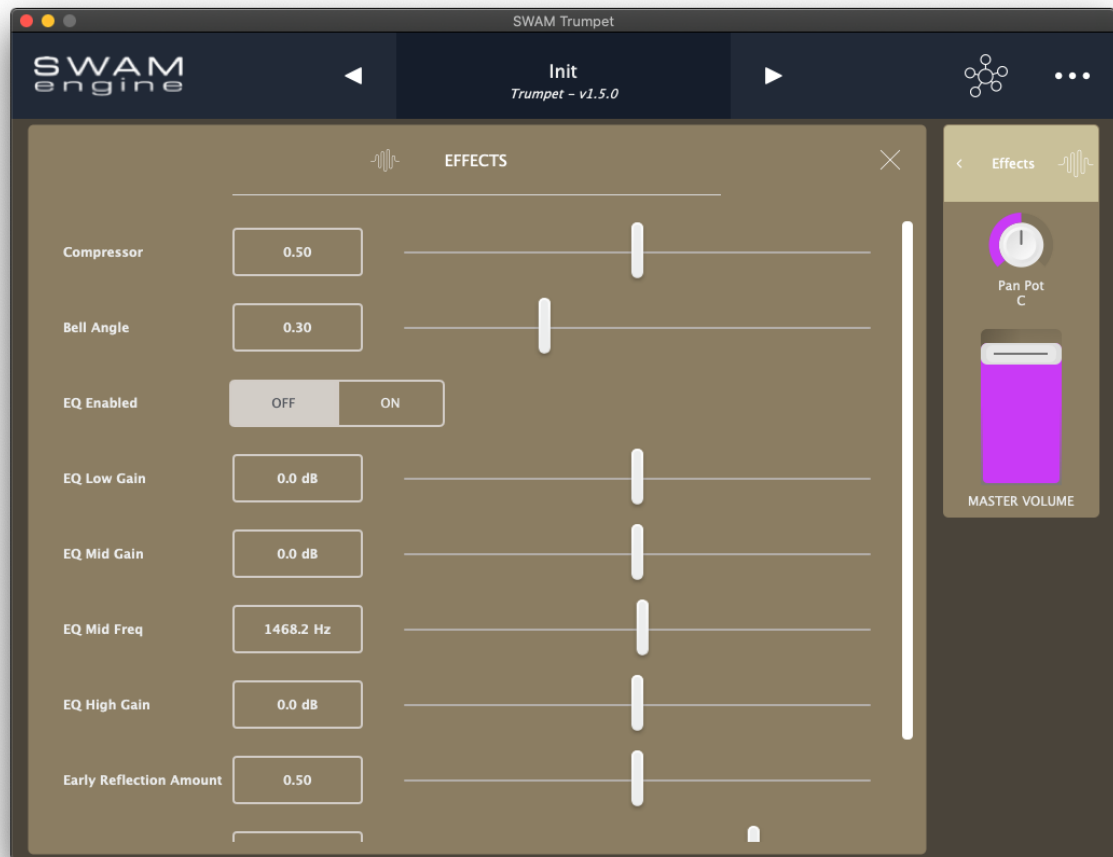 SWAM Trumpet
SWAM
engine
Init
Trumpet – v1.5.0
EFFECTS
Compressor 0.50
Bell Angle 0.30
EQ Enabled OFF ON
EQ Low Gain 0.0 dB
EQ Mid Gain 0.0 dB
EQ Mid Freq 1468.2 Hz
EQ High Gain 0.0 dB
Early Reflection Amount 0.50
Effects
Pan Pot
C
MASTER VOLUME